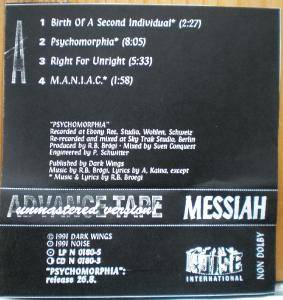 A
1 Birth Of A Second Individual* (2:27)
2 Psychomorphia* (8:05)
3 Right For Unright (5:33)
4 M.A.N.I.A.C.* (1:58)
"PSYCHOMORPHIA"
Recorded at Ebony Ree, Studio, Wohlen, Schweiz
Re-recorded and mixed at Sky Trak Studio, Berlin
Produced by R.B. Brögi • Mixed by Sven Conquest
Engineered by P. Schwitter
Published by Dark Wings
Music by R.B. Brögi, Lyrics by A. Kaina, except
* Music & Lyrics by R.B. Broegi
ADVANCE TAPE
unmastered version
MESSIAH
℗ 1991 DARK WINGS
© 1991 NOISE
LP N 0180-5
CD N 0180-3
"PSYCHOMORPHIA":
release 26.8.
NOISE
INTERNATIONAL
NON DOLBY